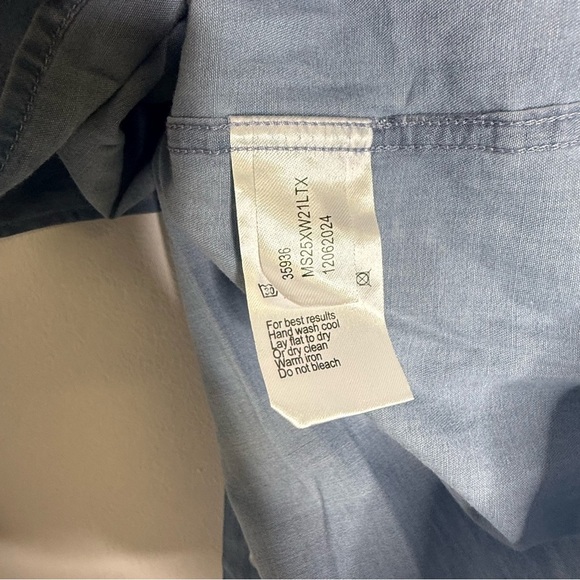 35936
MS25XW21LTX
12062024
30
For best results
Hand wash cool
Lay flat to dry
Or dry clean
Warm iron
Do not bleach